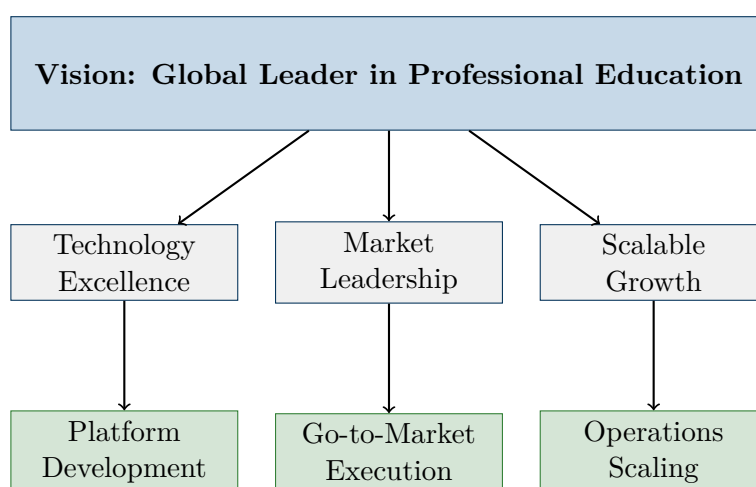 Vision: Global Leader in Professional Education
Technology
Excellence
Market
Leadership
Scalable
Growth
Platform
Development
Go-to-Market
Execution
Operations
Scaling